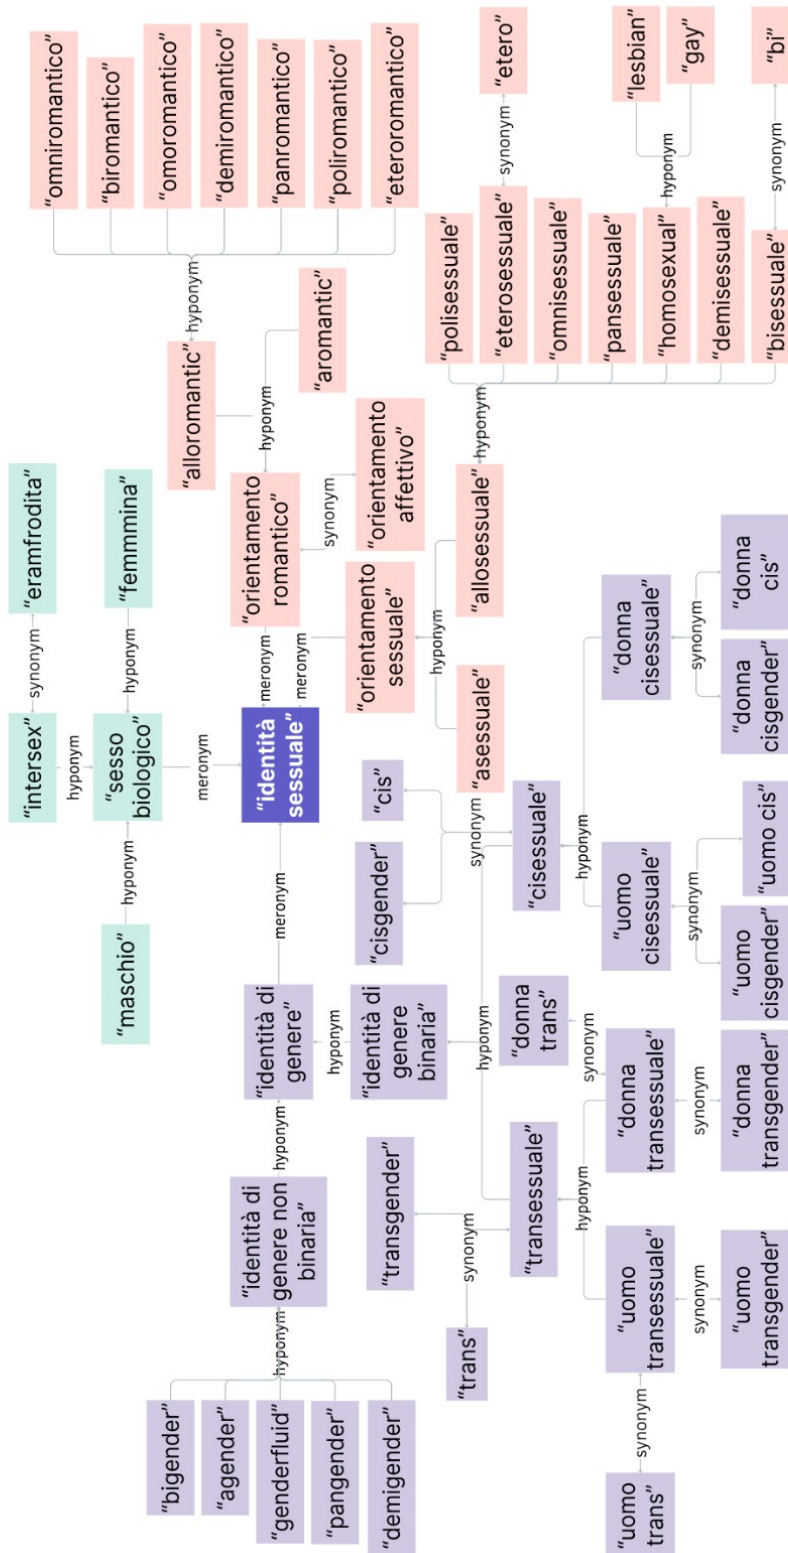 “omniromantico”
“biromantico”
“omoromantico”
“demiromantico”
“panromantico”
“poliromantico”
“eteroromantico”
hyponym
“alloromantic”
“aromantic”
hyponym
“intersex”
synonym
“eramfrodita”
hyponym
“maschio”
hyponym
“sesso
biologico”
hyponym
“femmmina”
meronym
“bigender”
“agender”
“genderfluid”
“pangender”
“demigender”
hyponym
“identità di
genere non
binaria”
hyponym
“identità di
genere”
meronym
“identità
sessuale”
meronym
“orientamento
romantico”
synonym
“orientamento
affettivo”
meronym
“orientamento
sessuale”
hyponym
hyponym
“identità di
genere binaria”
hyponym
“cisgender”
“cis”
synonym
“transgender”
“trans”
synonym
“transessuale”
“cisessuale”
“asessuale”
“allosessuale”
hyponym
“polisessuale”
“eterosessuale”
synonym
“etero”
“omnisessuale”
“pansessuale”
“homosexual”
hyponym
“lesbian”
“gay”
“demisessuale”
“bisessuale”
synonym
“bi”
“donna
trans”
synonym
hyponym
hyponym
“uomo
trans”
synonym
“uomo
transessuale”
“donna
transessuale”
“uomo
cisessuale”
“donna
cisessuale”
synonym
synonym
synonym
synonym
“uomo
transgender”
“donna
transgender”
“uomo
cisgender”
“uomo cis”
“donna
cisgender”
“donna
cis”